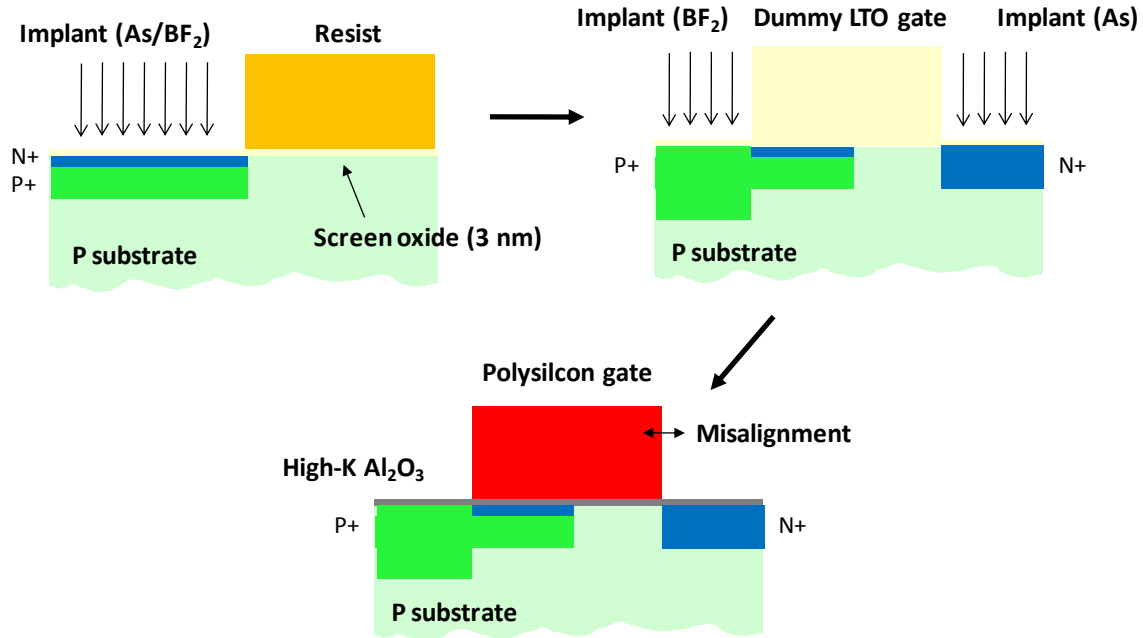 Implant (As/BF2)
Resist
N+
P+
Screen oxide (3 nm)
P substrate
Implant (BF2)
Dummy LTO gate
Implant (As)
P+
N+
P substrate
Polysilcon gate
Misalignment
High-K Al2O3
P+
N+
P substrate